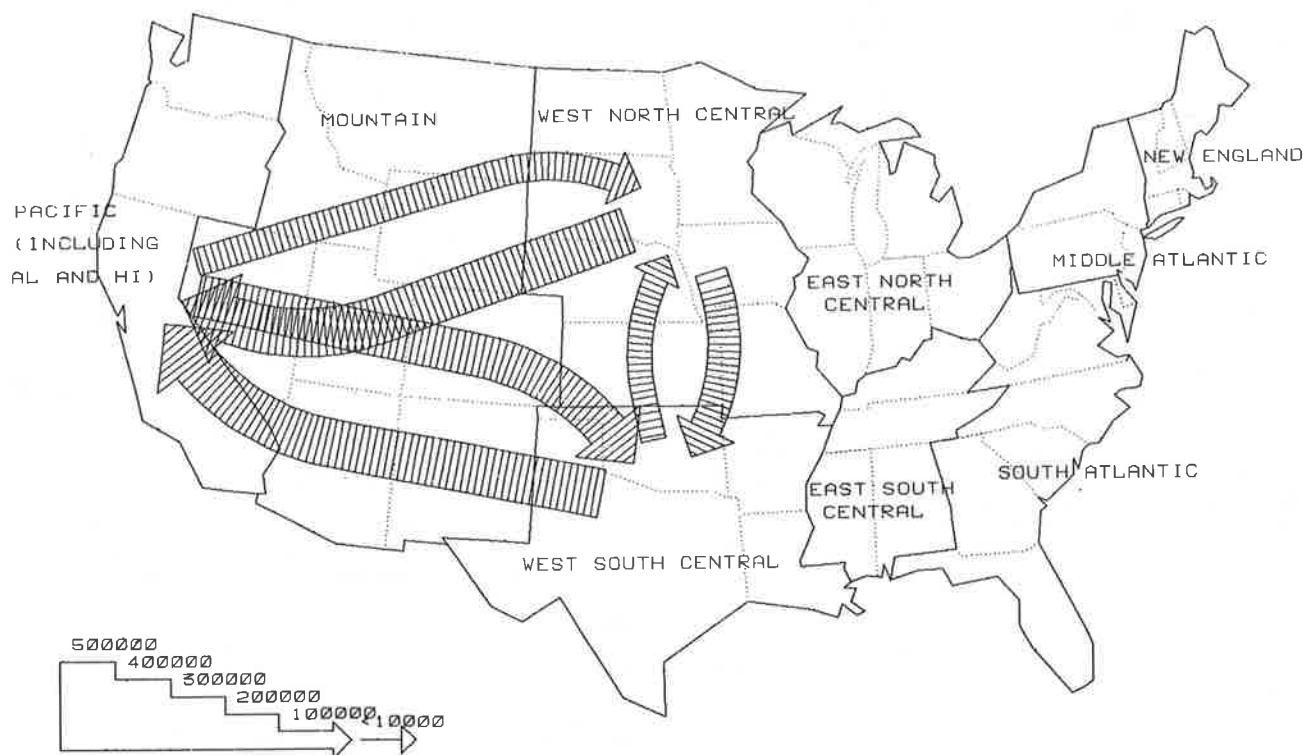 MOUNTAIN
WEST NORTH CENTRAL
NEW ENGLAND
PACIFIC
(INCLUDING
AL AND HI)
MIDDLE ATLANTIC
EAST NORTH
CENTRAL
SOUTH ATLANTIC
EAST SOUTH
CENTRAL
WEST SOUTH CENTRAL
500000
400000
300000
200000
100000
<10000